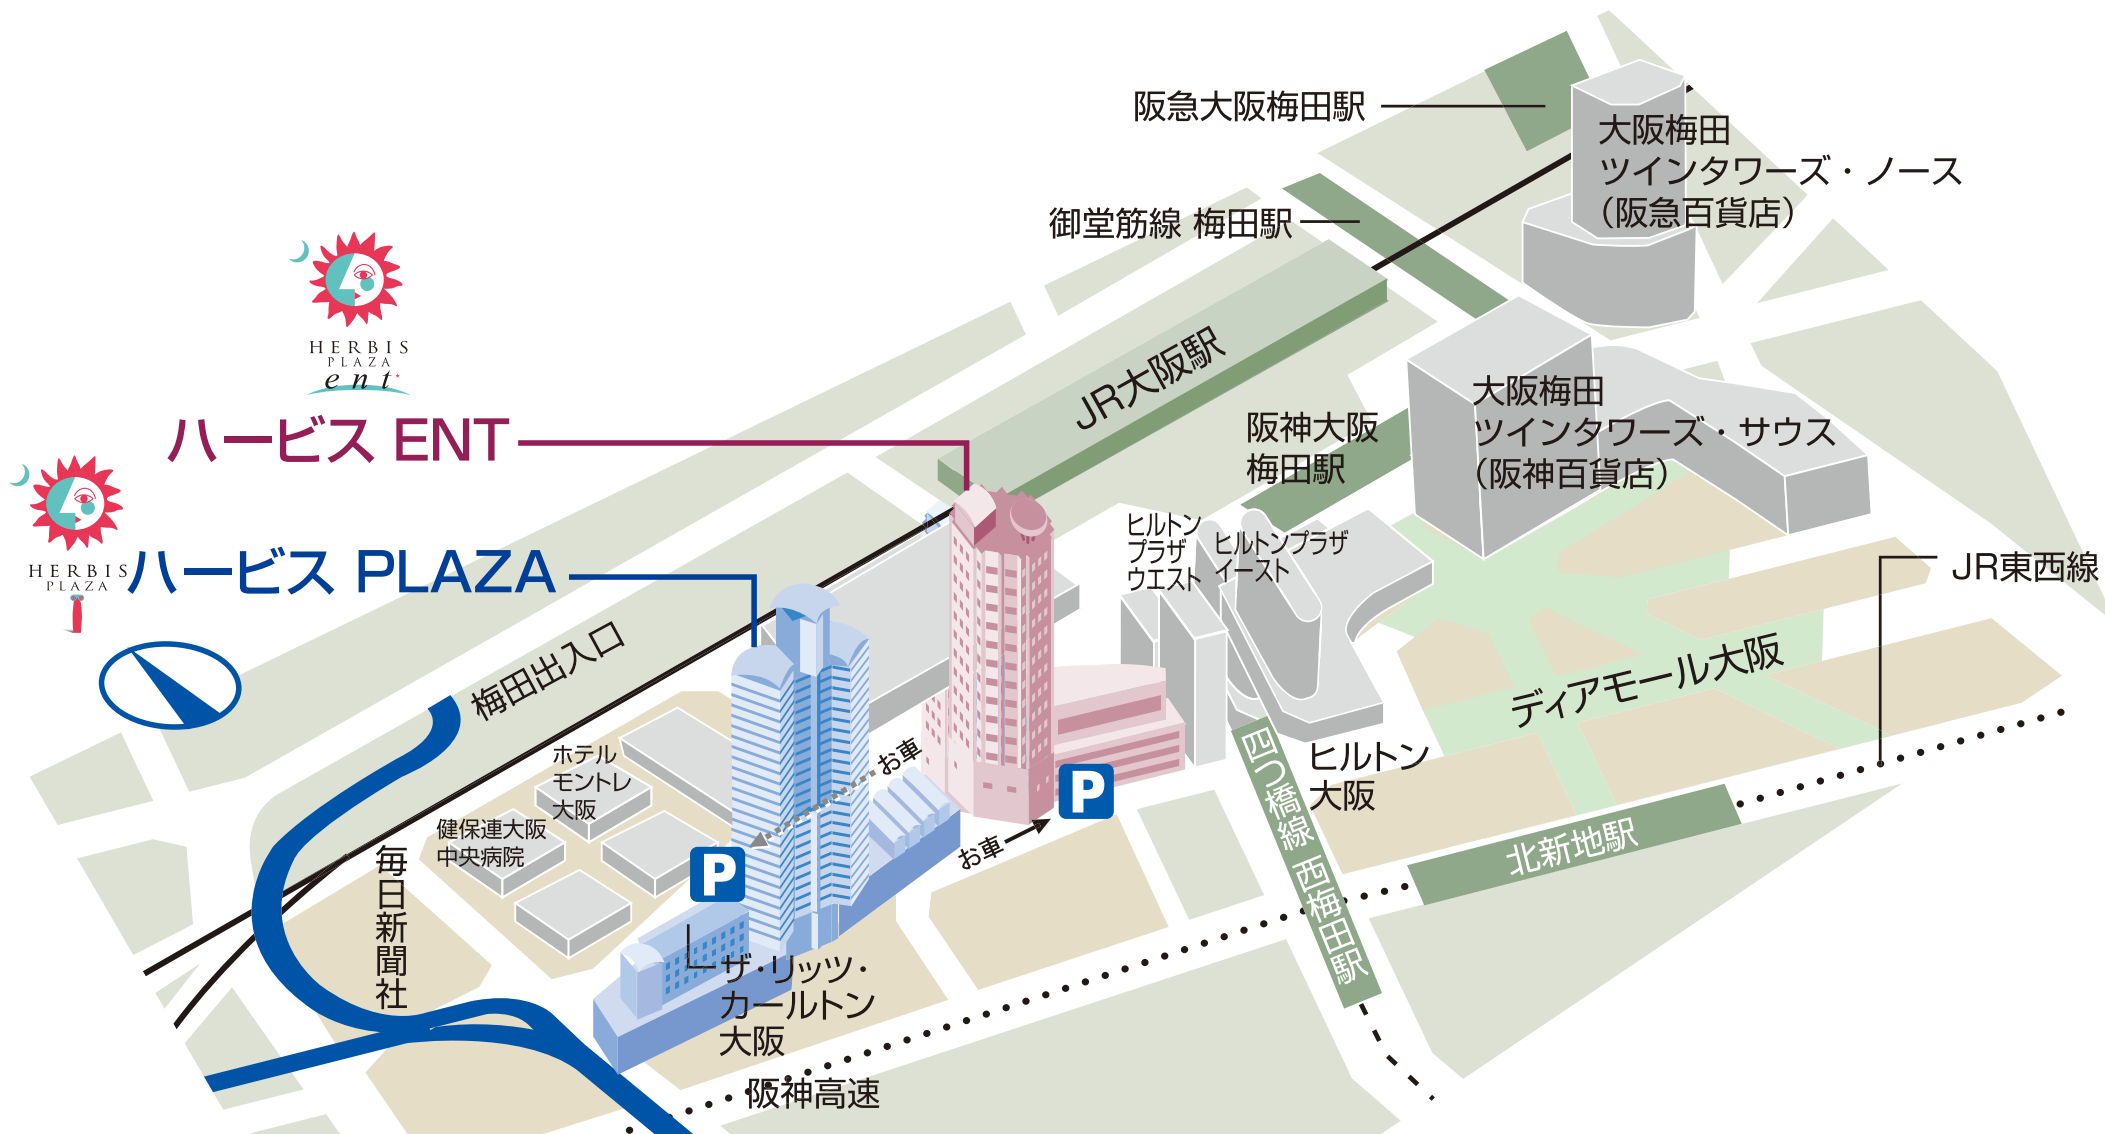 阪急大阪梅田駅
大阪梅田
ツインタワーズ・ノース
（阪急百貨店）
御堂筋線 梅田駅
HERBIS
PLAZA
ent
ハービス ENT
JR大阪駅
大阪梅田
ツインタワーズ・サウス
（阪神百貨店）
阪神大阪
梅田駅
HERBIS
PLAZA
ハービス PLAZA
ヒルトン
プラザ
ウエスト
ヒルトンプラザ
イースト
JR東西線
梅田出入口
ディアモール大阪
ホテル
モントレ
大阪
お車
P
ヒルトン
大阪
四つ橋線 西梅田駅
健保連大阪
中央病院
毎日新聞社
P
お車
北新地駅
ザ・リッツ・
カールトン
大阪
阪神高速